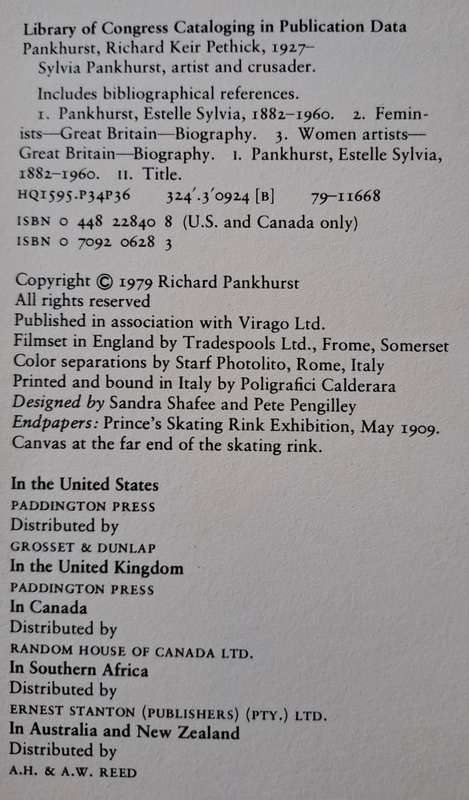 Library of Congress Cataloging in Publication Data
Pankhurst, Richard Keir Pethick, 1927–
Sylvia Pankhurst, artist and crusader.
Includes bibliographical references.
1. Pankhurst, Estelle Sylvia, 1882–1960. 2. Femin-
ists—Great Britain—Biography. 3. Women artists—
Great Britain—Biography. I. Pankhurst, Estelle Sylvia,
1882–1960. II. Title.
HQ1595.P34P36 324′.3′0924 [B] 79–11668
ISBN 0 448 22840 8 (U.S. and Canada only)
ISBN 0 7092 0628 3
Copyright © 1979 Richard Pankhurst
All rights reserved
Published in association with Virago Ltd.
Filmset in England by Tradespools Ltd., Frome, Somerset
Color separations by Starf Photolito, Rome, Italy
Printed and bound in Italy by Poligrafici Calderara
Designed by Sandra Shafee and Pete Pengilley
Endpapers: Prince's Skating Rink Exhibition, May 1909.
Canvas at the far end of the skating rink.
In the United States
PADDINGTON PRESS
Distributed by
GROSSET & DUNLAP
In the United Kingdom
PADDINGTON PRESS
In Canada
Distributed by
RANDOM HOUSE OF CANADA LTD.
In Southern Africa
Distributed by
ERNEST STANTON (PUBLISHERS) (PTY.) LTD.
In Australia and New Zealand
Distributed by
A.H. & A.W. REED